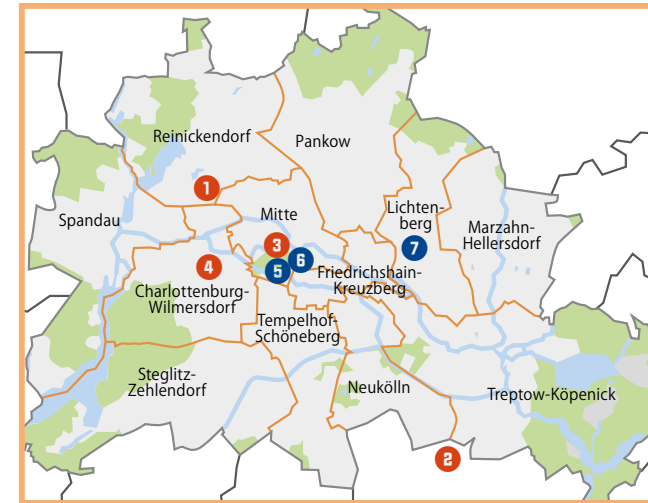 Reinickendorf
Pankow
1
Lichten-
berg
Mitte
Spandau
Marzahn-
Hellersdorf
3
7
6
4
5
Friedrichshain-
Kreuzberg
Charlottenburg-
Wilmersdorf
Tempelhof-
Schöneberg
Steglitz-
Zehlendorf
Neukölln
Treptow-Köpenick
2